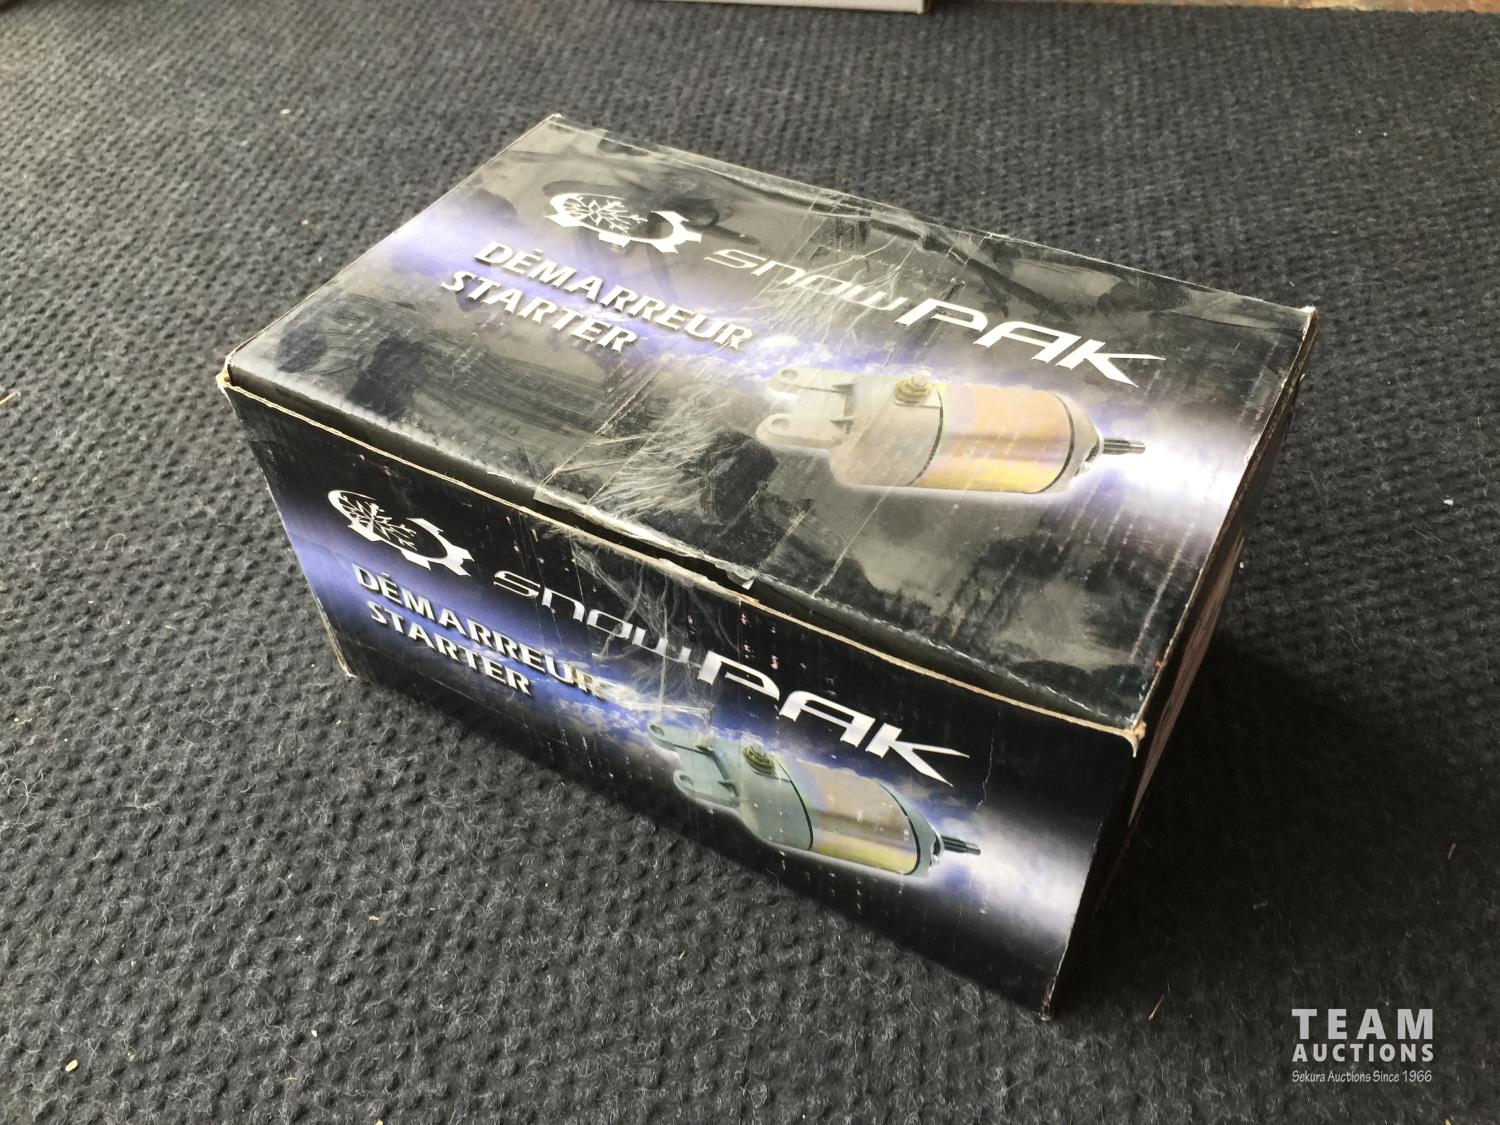 snowPAK
DÉMARREUR
STARTER
snowPAK
DÉMARREUR
STARTER
TEAM
AUCTIONS
Sekura Auctions Since 1966